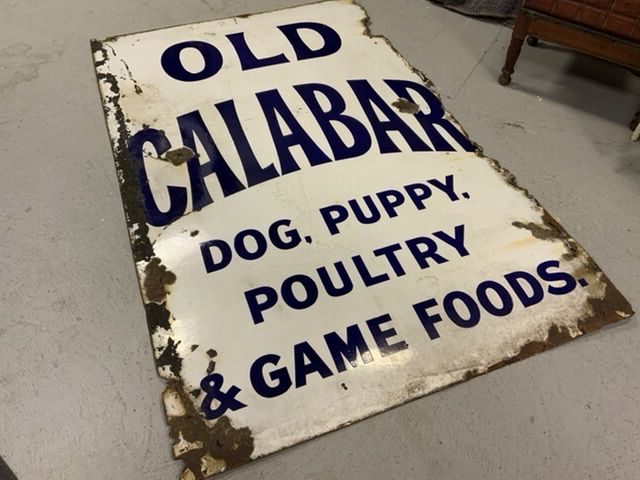 OLD
CALABAR
DOG, PUPPY,
POULTRY
& GAME FOODS.